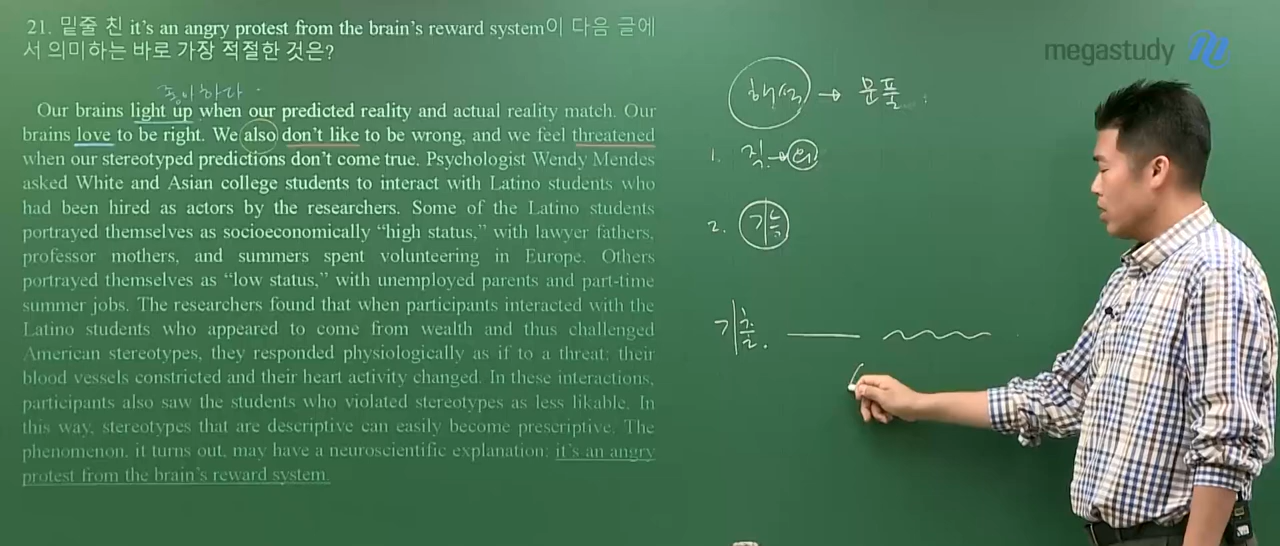 21. 밑줄 친 it's an angry protest from the brain's reward system이 다음 글에
서 의미하는 바로 가장 적절한 것은?
좋아하다
Our brains light up when our predicted reality and actual reality match. Our
brains love to be right. We also don't like to be wrong, and we feel threatened
when our stereotyped predictions don't come true. Psychologist Wendy Mendes
asked White and Asian college students to interact with Latino students who
had been hired as actors by the researchers. Some of the Latino students
portrayed themselves as socioeconomically “high status,” with lawyer fathers,
professor mothers, and summers spent volunteering in Europe. Others
portrayed themselves as “low status,” with unemployed parents and part-time
summer jobs. The researchers found that when participants interacted with the
Latino students who appeared to come from wealth and thus challenged
American stereotypes, they responded physiologically as if to a threat: their
blood vessels constricted and their heart activity changed. In these interactions,
participants also saw the students who violated stereotypes as less likable. In
this way, stereotypes that are descriptive can easily become prescriptive. The
phenomenon, it turns out, may have a neuroscientific explanation: it's an angry
protest from the brain's reward system.
megastudy
해석 → 문풀
1. 직 →
2. 기능
기출.